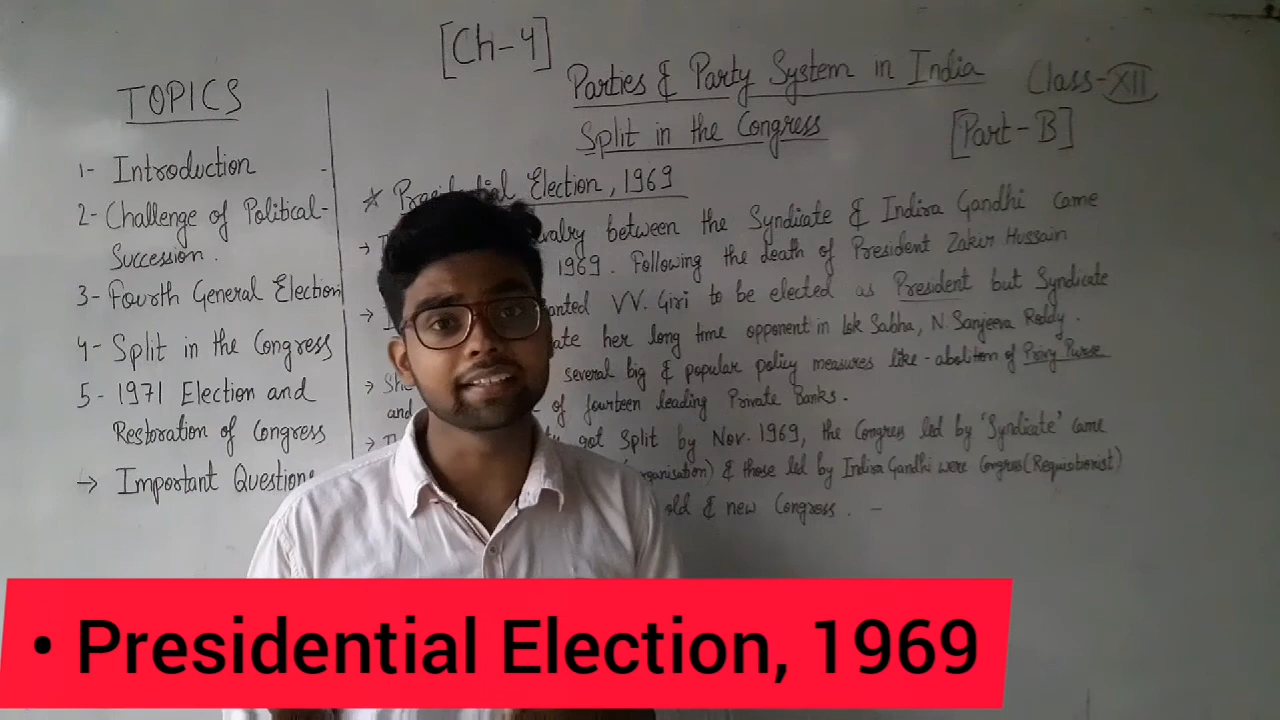 [Ch-4]
Parties & Party System in India
Class-XII
Split in the Congress
[Part-B]
TOPICS
1- Introduction -
2- Challenge of Political-
Succession.
3- Fourth General Election
4- Split in the Congress
5- 1971 Election and
Restoration of Congress
→ Important Questions
* Presidential Election, 1969
→ between the Syndicate & Indira Gandhi came
1969. Following the death of President Zakir Hussain
→ VV. Giri to be elected as President but Syndicate
her long time opponent in Lok Sabha, N. Sanjeeva Reddy.
→ She several big & popular policy measures like - abolition of Privy Purse
and of fourteen leading Private Banks.
→ got Split by Nov. 1969, the Congress led by 'Syndicate' came
& those led by Indira Gandhi were Congres(Requisitionist)
old & new Congress. -
• Presidential Election, 1969